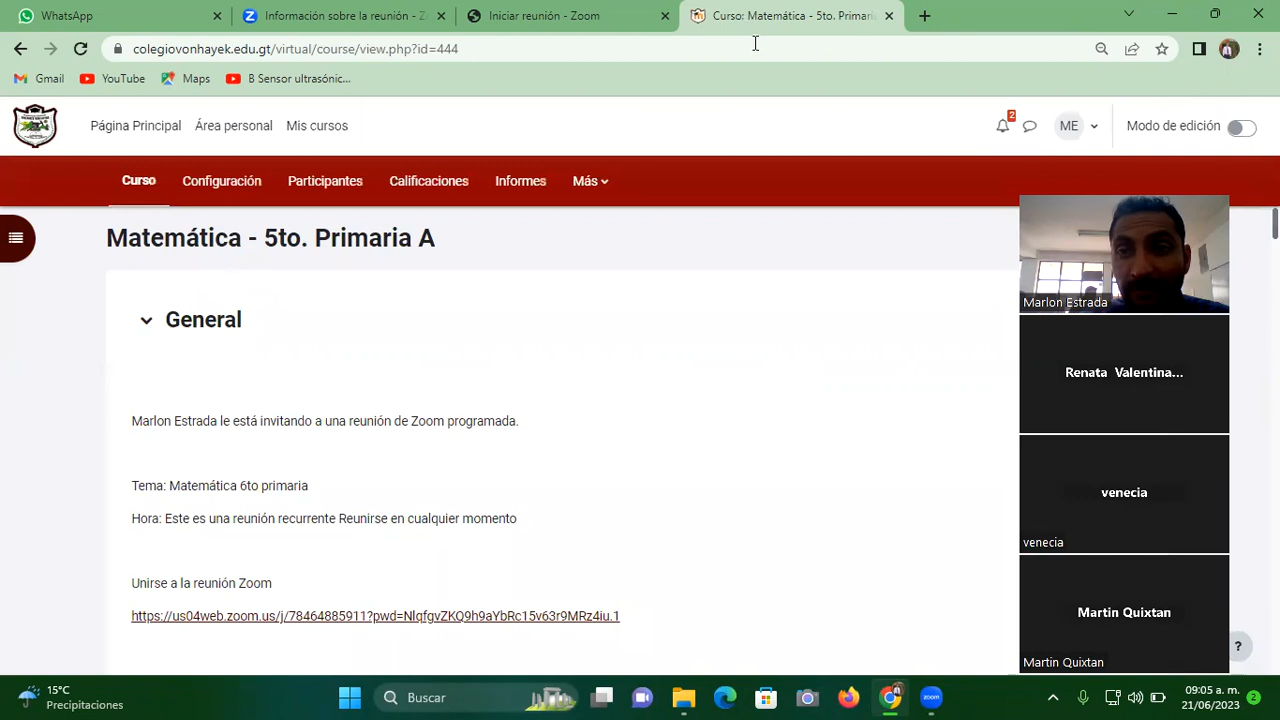 WhatsApp
Información sobre la reunión - Zo
Iniciar reunión - Zoom
Curso: Matemática - 5to. Primaria
colegiovonhayek.edu.gt/virtual/course/view.php?id=444
Gmail
YouTube
Maps
B Sensor ultrasónic...
Página Principal
Área personal
Mis cursos
2
ME
Modo de edición
Curso
Configuración
Participantes
Calificaciones
Informes
Más
Matemática - 5to. Primaria A
General
Marlon Estrada le está invitando a una reunión de Zoom programada.
Tema: Matemática 6to primaria
Hora: Este es una reunión recurrente Reunirse en cualquier momento
Unirse a la reunión Zoom
https://us04web.zoom.us/j/78464885911?pwd=NlqfgvZKQ9h9aYbRc15v63r9MRz4iu.1
Marlon Estrada
Renata Valentina...
venecia
venecia
Martin Quixtan
Martin Quixtan
?
15°C
Precipitaciones
Buscar
zoom
09:05 a. m.
21/06/2023
2